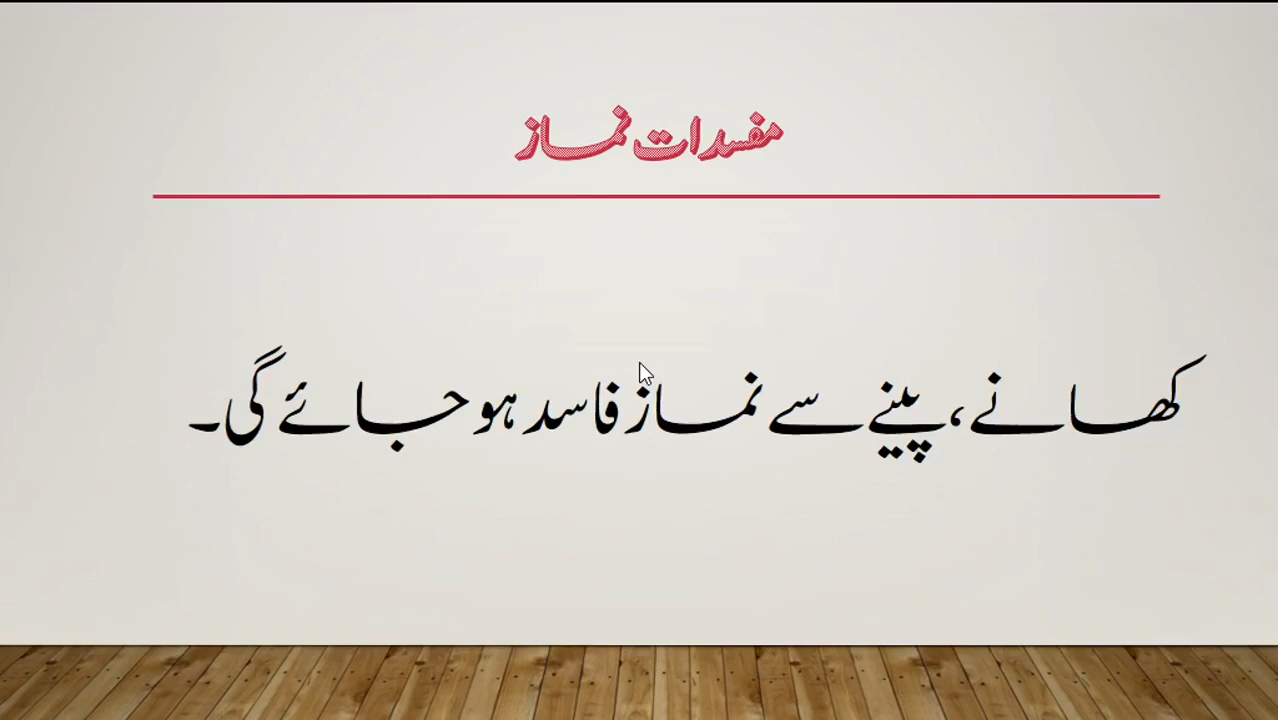 مفسدات نماز
کھانے، پینے سے نماز فاسد ہو جائے گی۔